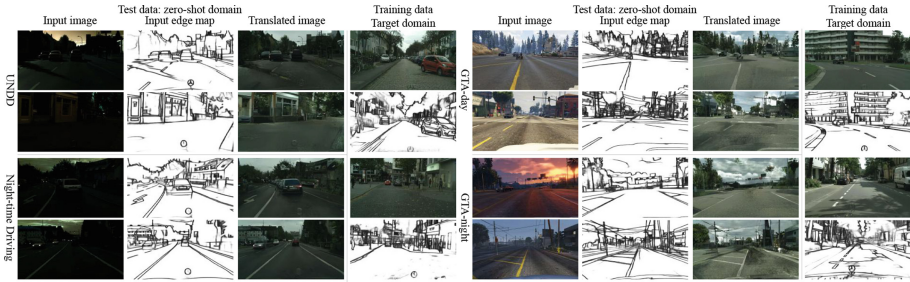 Test data: zero-shot domain
Training data
Input image
Input edge map
Translated image
Target domain
UNDD
Night-time Driving
Test data: zero-shot domain
Training data
Input image
Input edge map
Translated image
Target domain
GTA-day
GTA-night